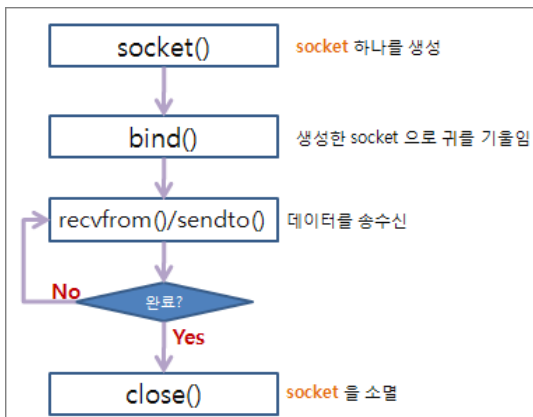 socket() socket 하나를 생성
bind() 생성한 socket 으로 귀를 기울임
recvfrom()/sendto() 데이터를 송수신
No 완료?
Yes
close() socket 을 소멸